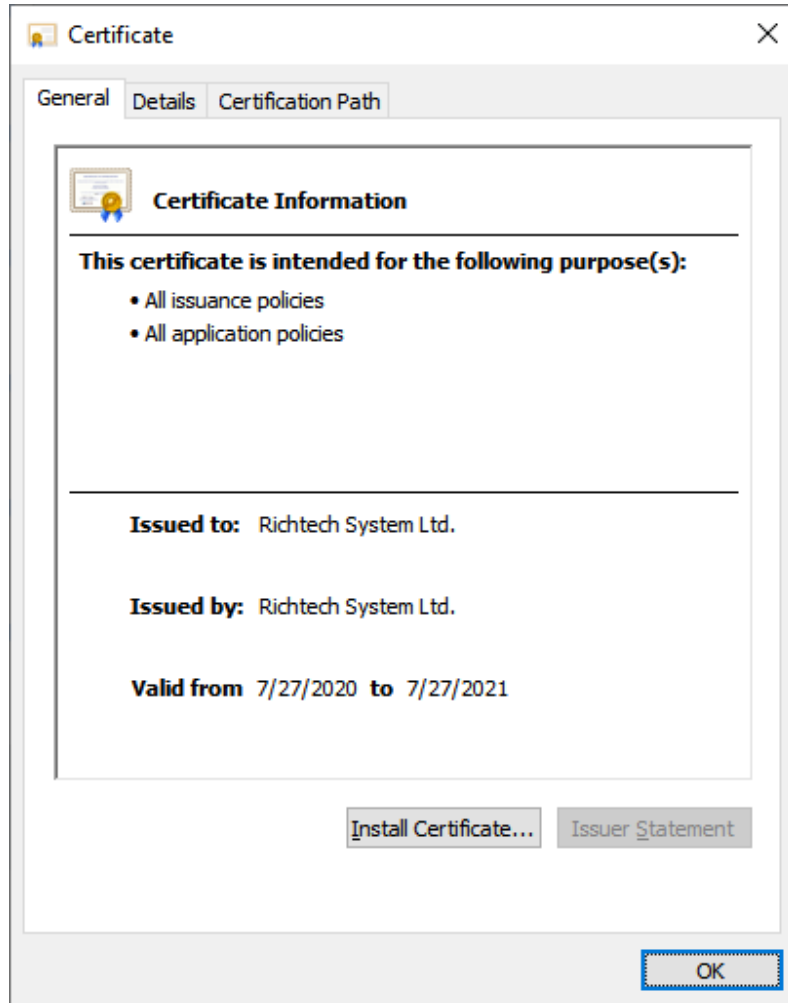 Certificate
General Details Certification Path
Certificate Information
This certificate is intended for the following purpose(s):
• All issuance policies
• All application policies
Issued to: Richtech System Ltd.
Issued by: Richtech System Ltd.
Valid from 7/27/2020 to 7/27/2021
Install Certificate... Issuer Statement
OK